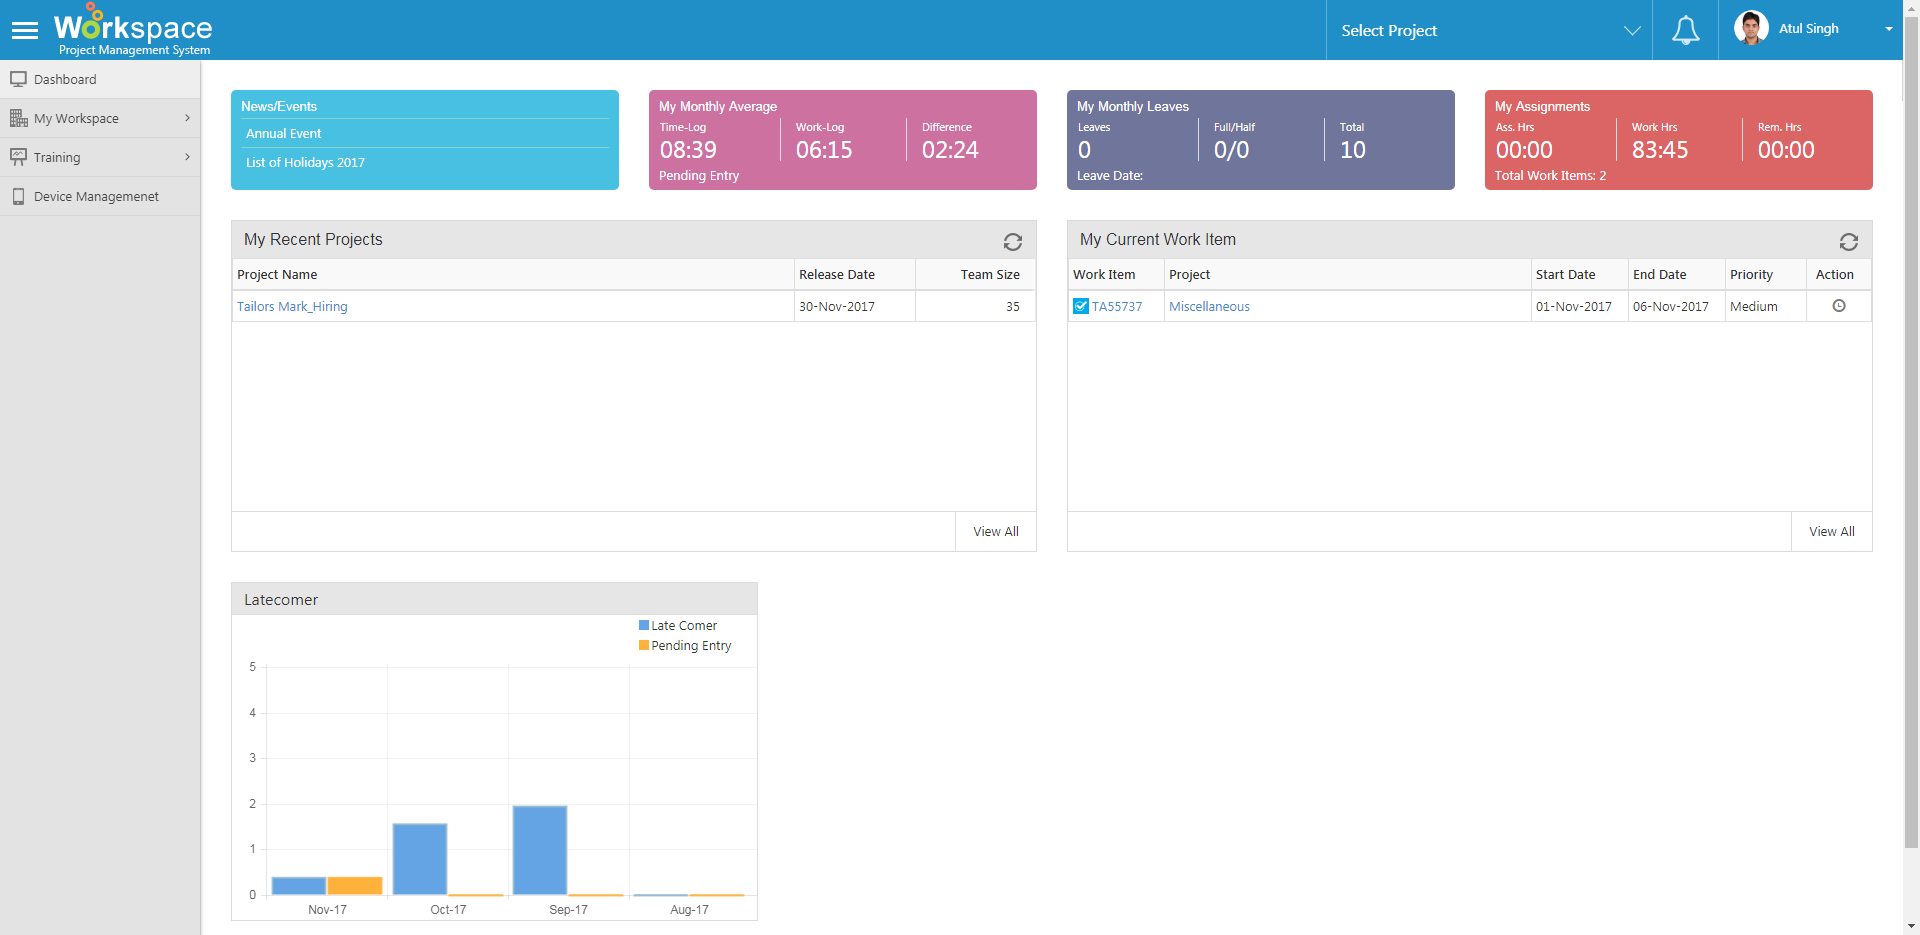 Workspace
Project Management System
Select Project
Atul Singh
Dashboard
My Workspace
Training
Device Managemenet
News/Events
Annual Event
List of Holidays 2017
My Monthly Average
Time-Log Work-Log Difference
08:39 06:15 02:24
Pending Entry
My Monthly Leaves
Leaves Full/Half Total
0 0/0 10
Leave Date:
My Assignments
Ass. Hrs Work Hrs Rem. Hrs
00:00 83:45 00:00
Total Work Items: 2
My Recent Projects
Project Name Release Date Team Size
Tailors Mark_Hiring 30-Nov-2017 35
View All
My Current Work Item
Work Item Project Start Date End Date Priority Action
TA55737 Miscellaneous 01-Nov-2017 06-Nov-2017 Medium
View All
Latecomer
Late Comer
Pending Entry
5
4
3
2
1
0
Nov-17 Oct-17 Sep-17 Aug-17